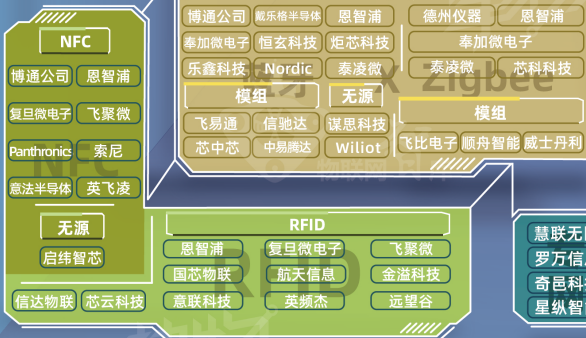 NFC
博通公司 恩智浦
复旦微电子 飞聚微
Panthronics 索尼
意法半导体 英飞凌
NFC
无源
启纬智芯
信达物联 芯云科技
博通公司 戴乐格半导体 恩智浦
奉加微电子 恒玄科技 炬芯科技
乐鑫科技 Nordic 泰凌微
模组 无源
飞易通 信驰达 谋思科技
芯中芯 中易腾达 Wiliot
德州仪器 恩智浦
奉加微电子
泰凌微 芯科科技
Zigbee
模组
飞比电子 顺舟智能 威士丹利
RFID
恩智浦 复旦微电子 飞聚微
国芯物联 航天信息 金溢科技
意联科技 英频杰 远望谷
RFID
慧联无
罗万信
奇邑科
星纵智